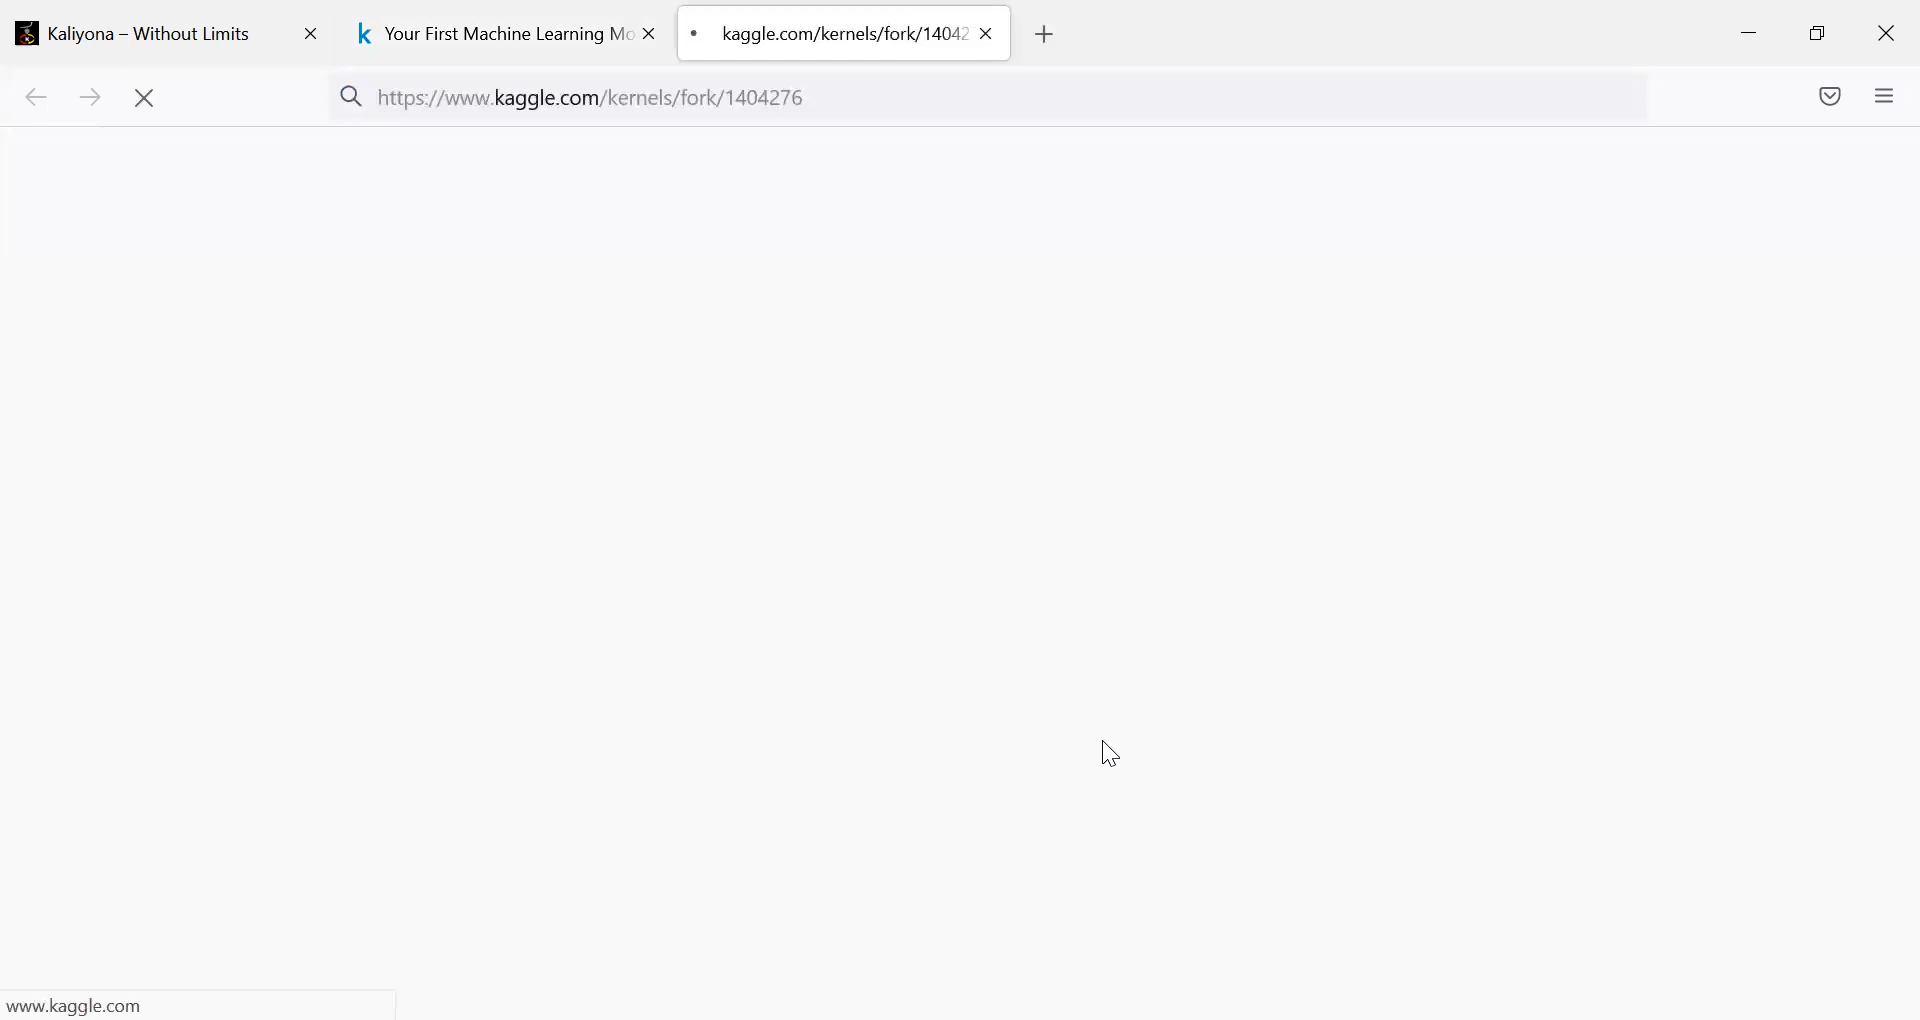 Kaliyona – Without Limits
Your First Machine Learning Mo
kaggle.com/kernels/fork/14042
https://www.kaggle.com/kernels/fork/1404276
www.kaggle.com